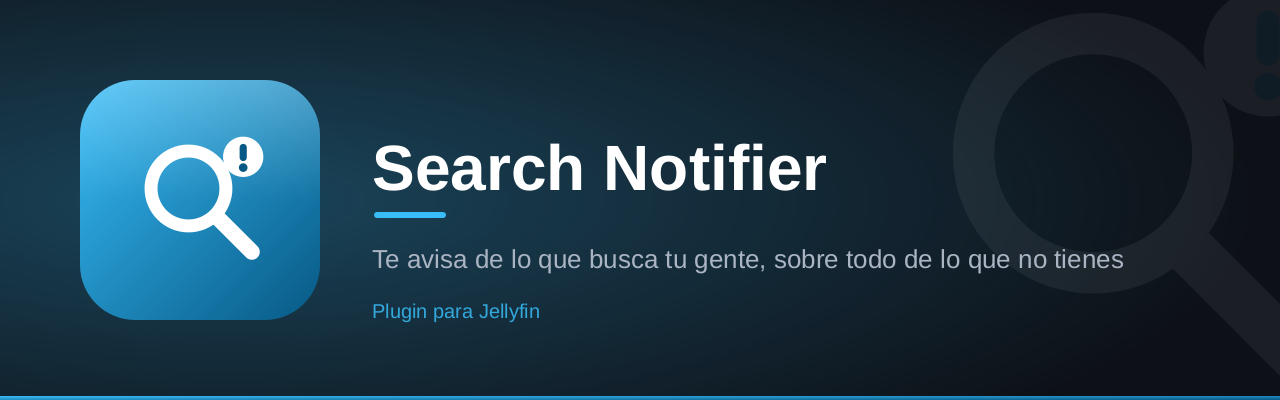 Search Notifier
Te avisa de lo que busca tu gente, sobre todo de lo que no tienes
Plugin para Jellyfin